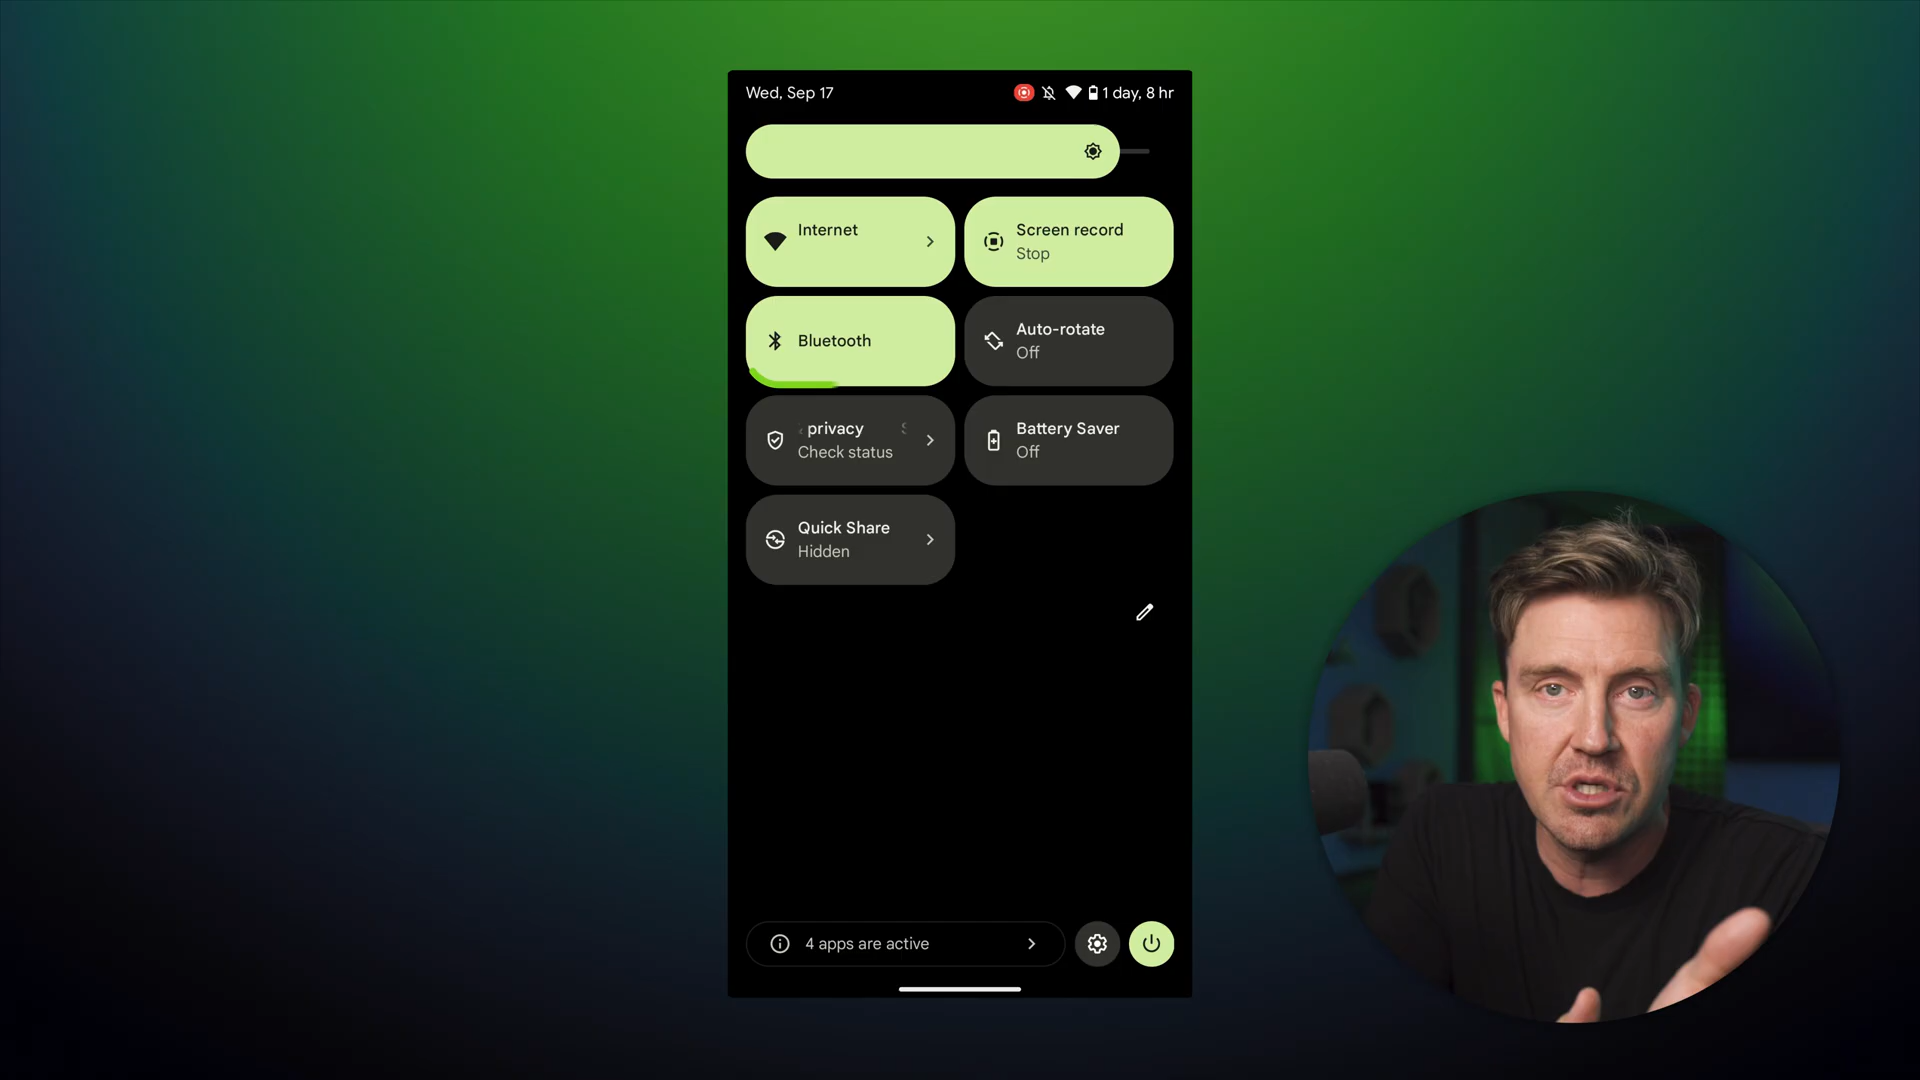 Wed, Sep 17
1 day, 8 hr
Internet
Screen record
Stop
Bluetooth
Auto-rotate
Off
privacy
Check status
Battery Saver
Off
Quick Share
Hidden
4 apps are active